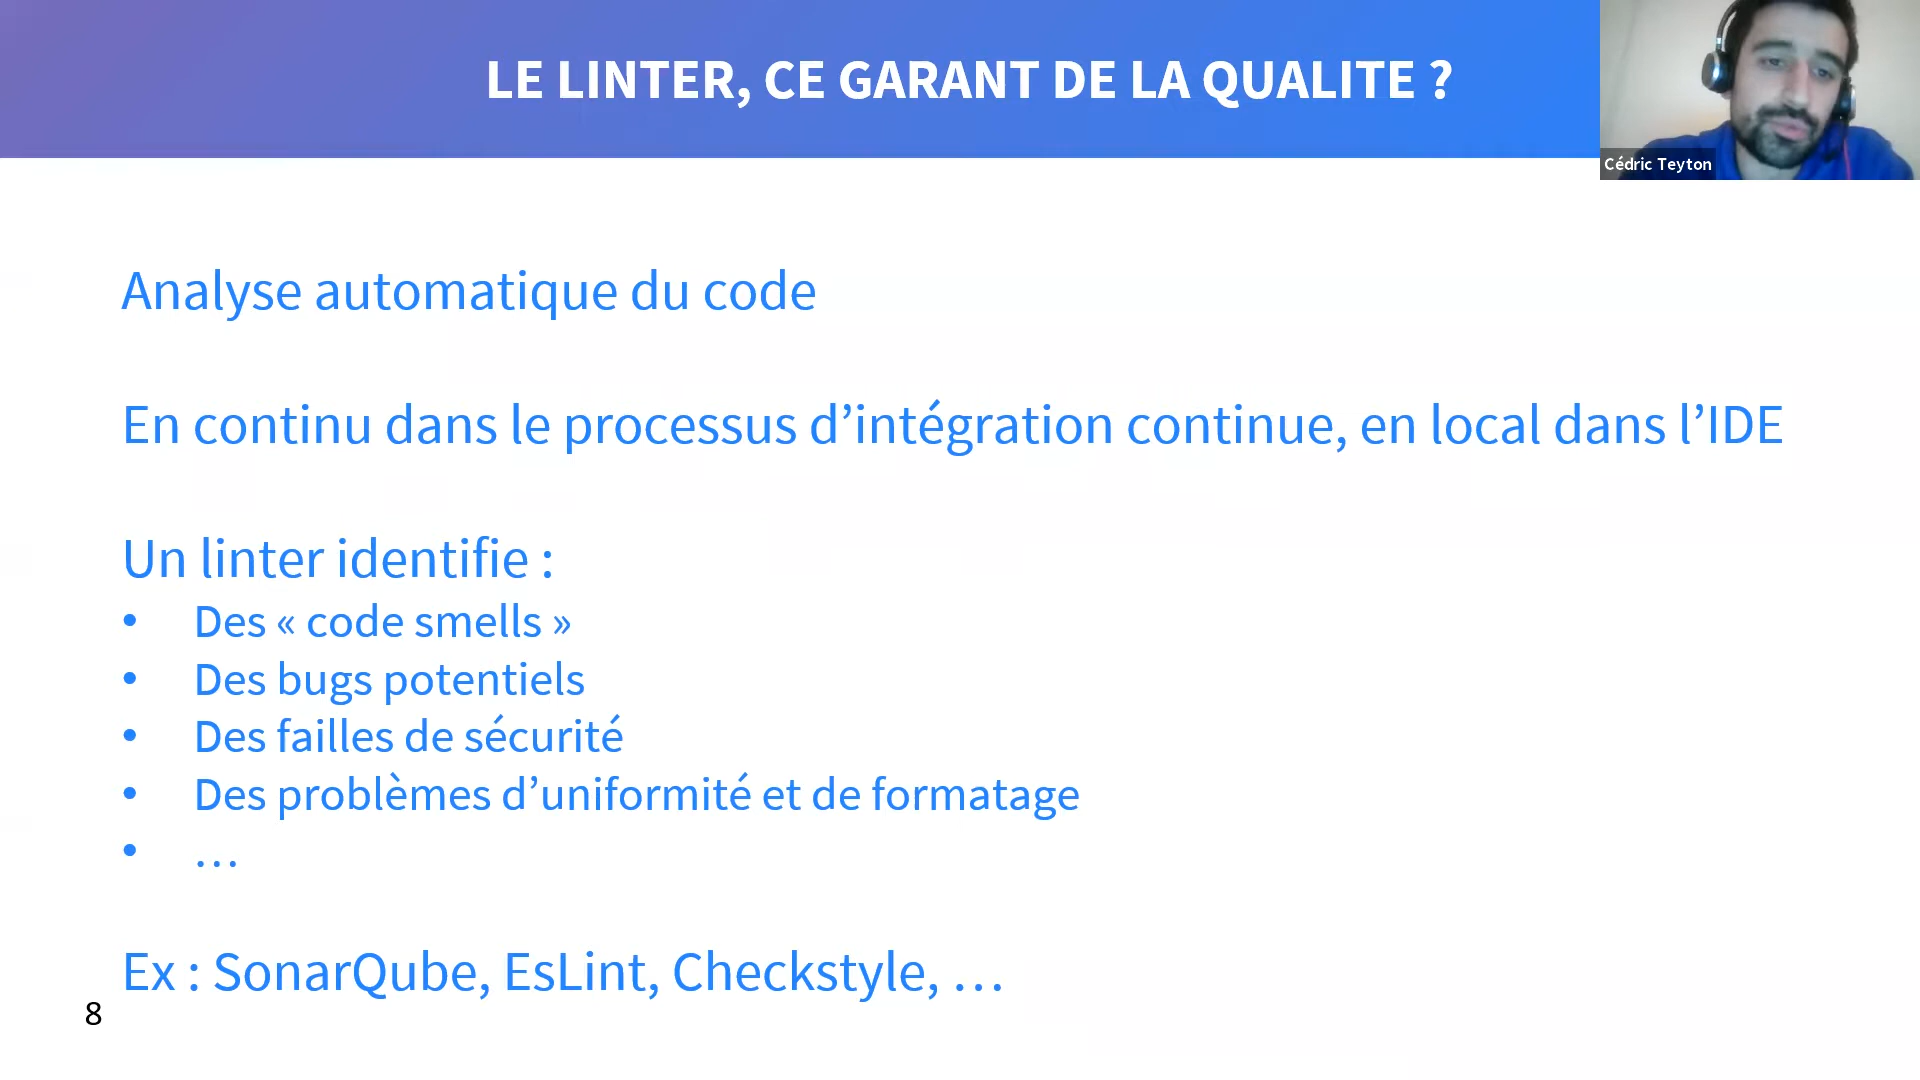 LE LINTER, CE GARANT DE LA QUALITE ?
Cédric Teyton
Analyse automatique du code
En continu dans le processus d’intégration continue, en local dans l’IDE
Un linter identifie :
• Des « code smells »
• Des bugs potentiels
• Des failles de sécurité
• Des problèmes d’uniformité et de formatage
• …
Ex : SonarQube, EsLint, Checkstyle, …
8